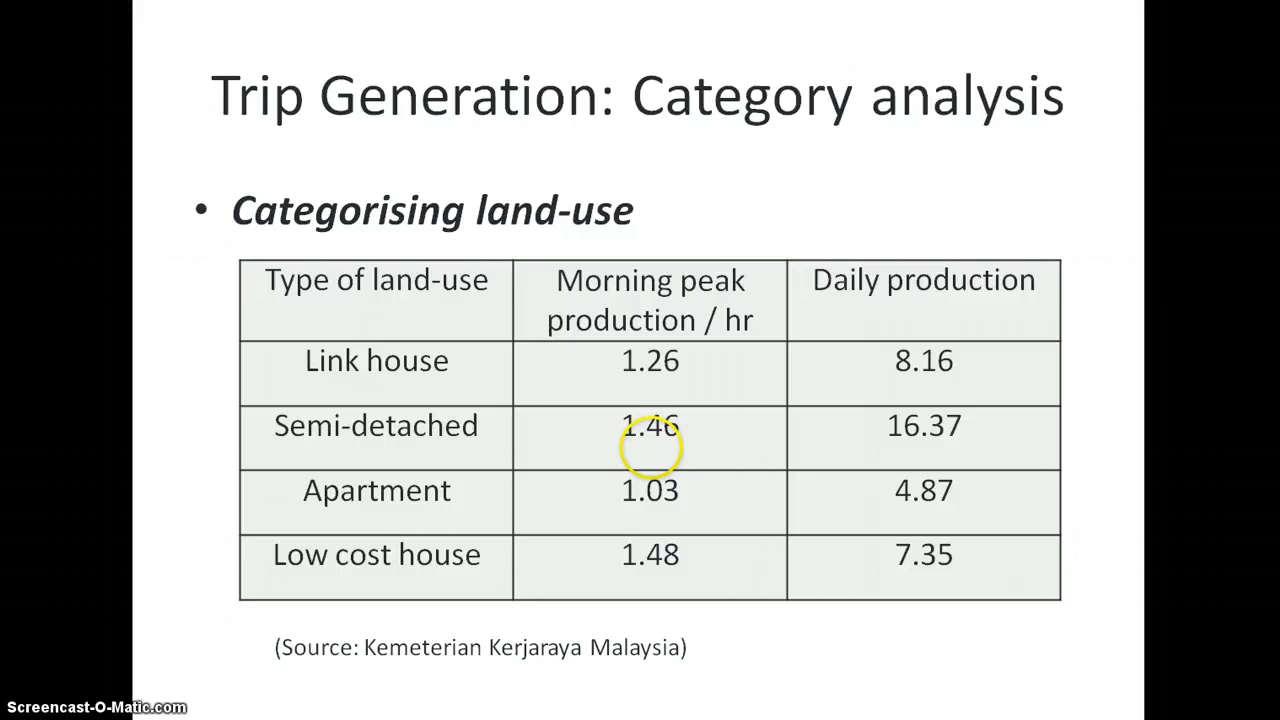 Trip Generation: Category analysis
• Categorising land-use
Type of land-use Morning peak production / hr Daily production
Link house 1.26 8.16
Semi-detached 1.46 16.37
Apartment 1.03 4.87
Low cost house 1.48 7.35
(Source: Kemeterian Kerjaraya Malaysia)
Screencast-O-Matic.com